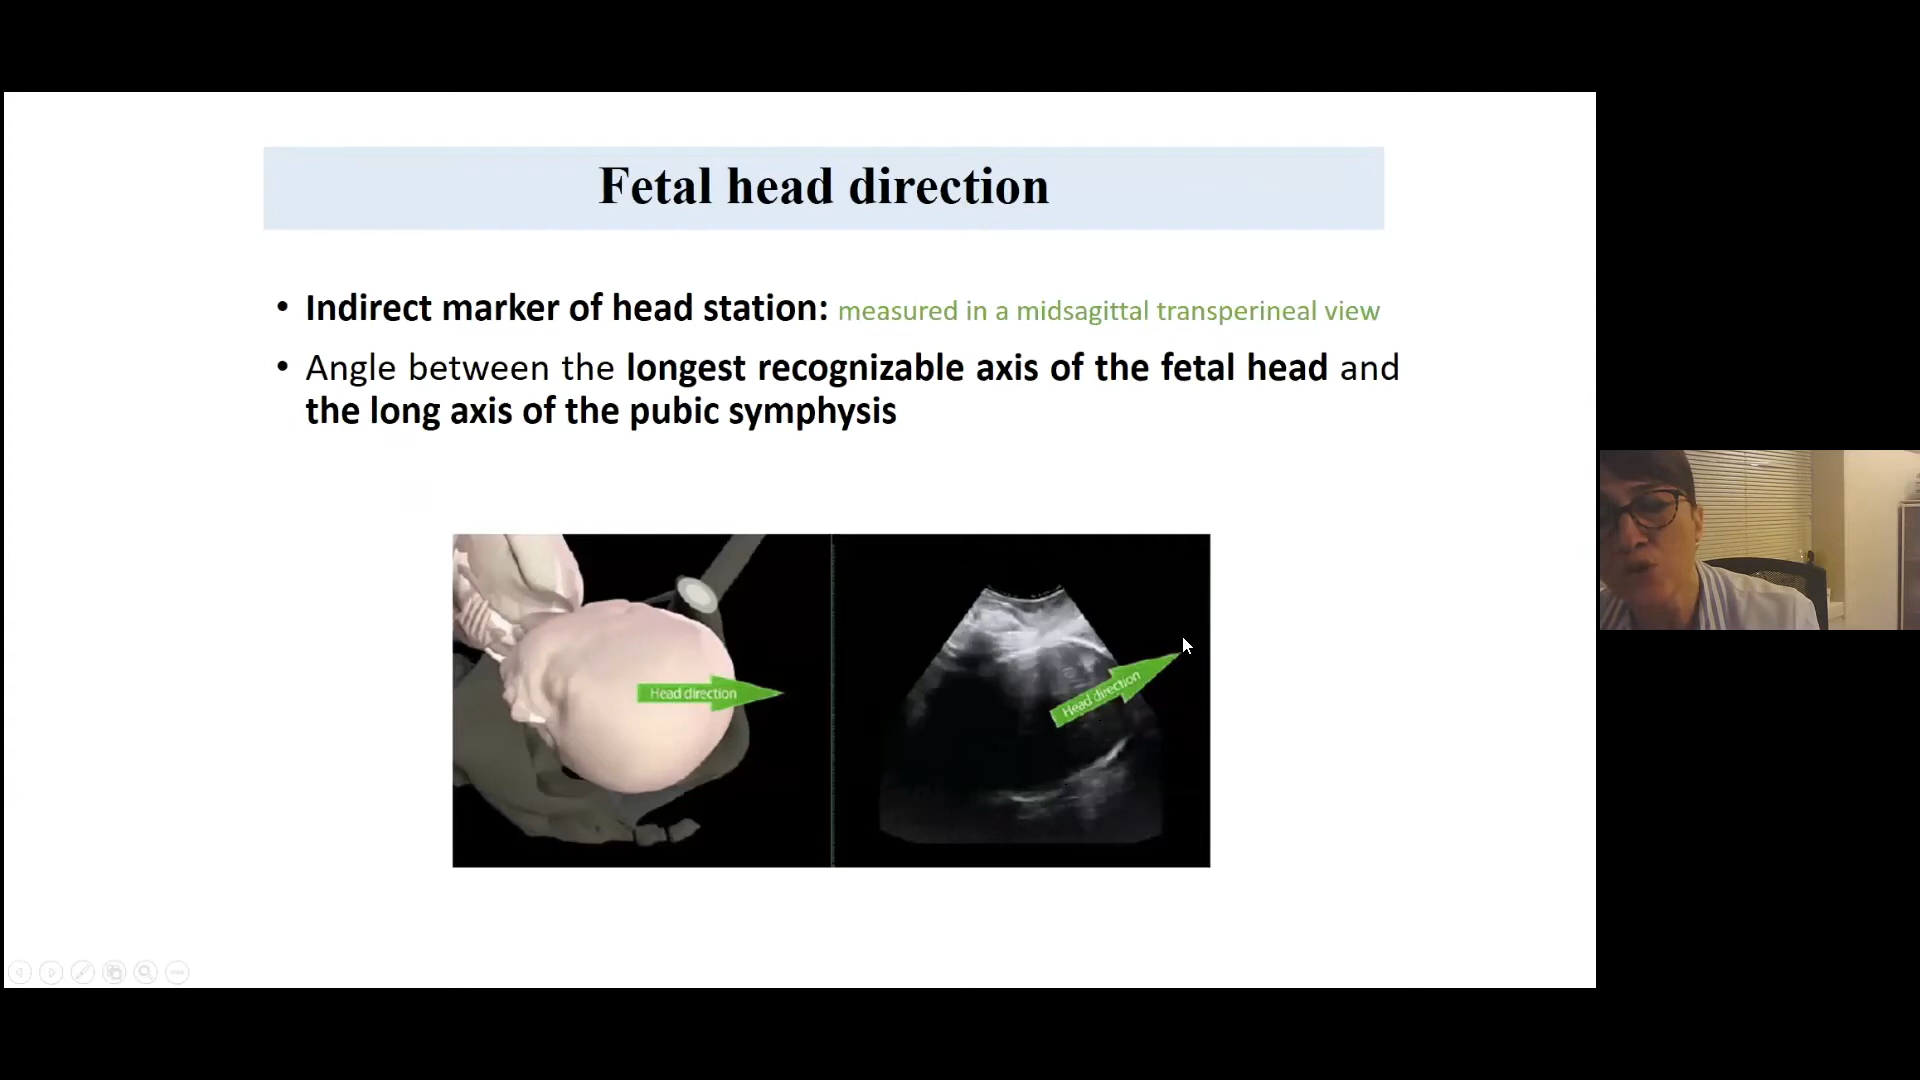 Fetal head direction
• Indirect marker of head station: measured in a midsagittal transperineal view
• Angle between the longest recognizable axis of the fetal head and
the long axis of the pubic symphysis
Head direction
Head direction